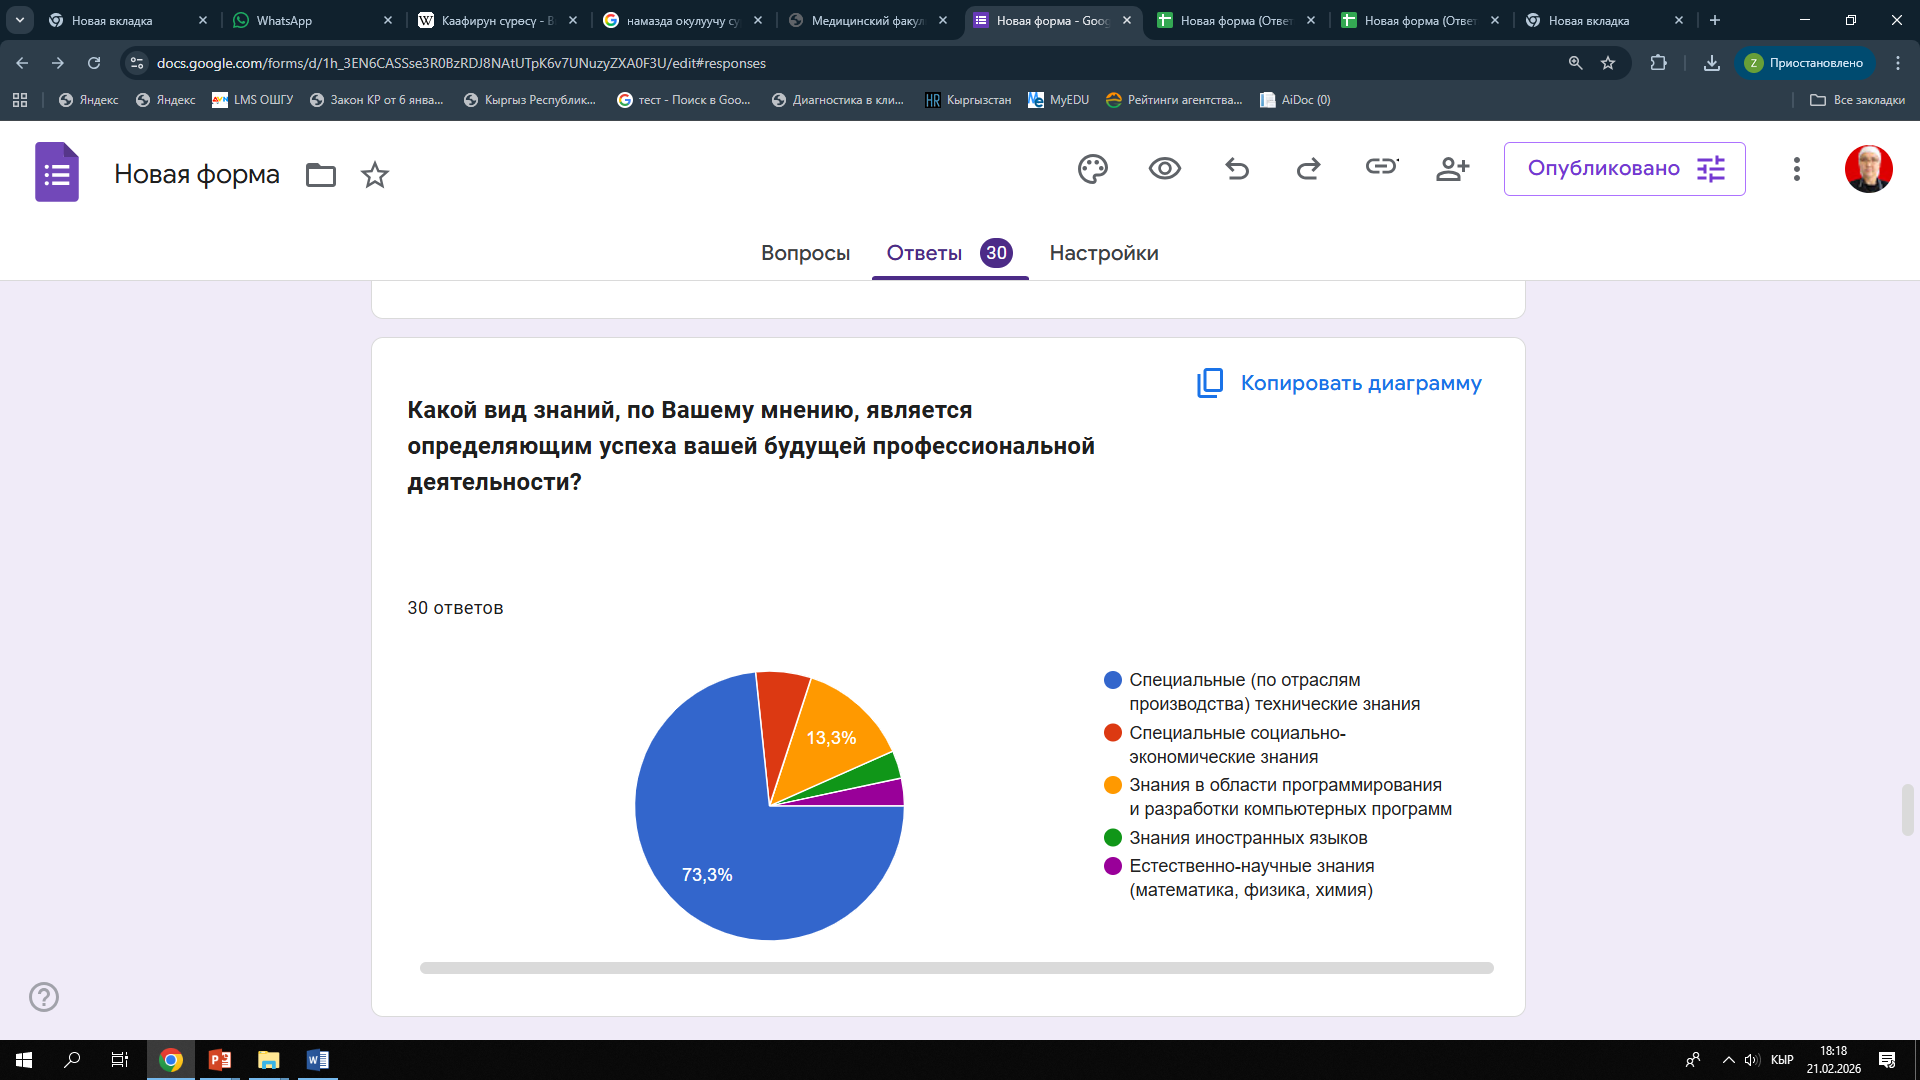 Новая вкладка
WhatsApp
Каафирун сүрөсү - В
намазда окулуучу су
Медицинский факул
Новая форма - Goog
Новая форма (Ответ
Новая форма (Ответ
Новая вкладка
docs.google.com/forms/d/1h_3EN6CASSse3R0BzRDJ8NAtUTpK6v7UNuzyZXA0F3U/edit#responses
Z Приостановлено
Яндекс
Яндекс
LMS ОШГУ
Закон КР от 6 янва...
Кыргыз Республик...
тест - Поиск в Goo...
Диагностика в кли...
Кыргызстан
MyEDU
Рейтинги агентства...
AiDoc (0)
Все закладки
Новая форма
Опубликовано
Вопросы
Ответы 30
Настройки
Копировать диаграмму
Какой вид знаний, по Вашему мнению, является
определяющим успеха вашей будущей профессиональной
деятельности?
30 ответов
13,3%
73,3%
Специальные (по отраслям
производства) технические знания
Специальные социально-
экономические знания
Знания в области программирования
и разработки компьютерных программ
Знания иностранных языков
Естественно-научные знания
(математика, физика, химия)
КЫР
18:18
21.02.2026